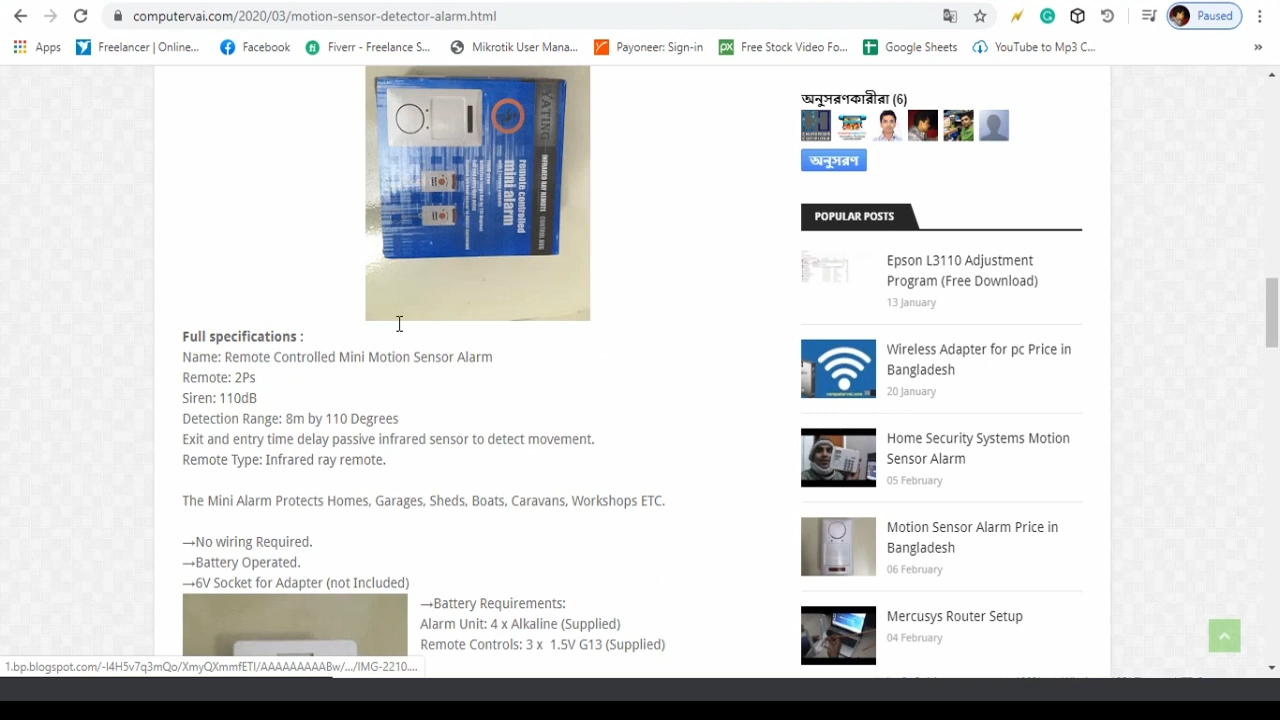 computervai.com/2020/03/motion-sensor-detector-alarm.html
Paused
Apps
Freelancer | Online...
Facebook
Fiverr - Freelance S...
Mikrotik User Mana...
Payoneer: Sign-in
Free Stock Video Fo...
Google Sheets
YouTube to Mp3 C...
»
YATING
INFRARED RAY REMOTE CONTROL
remote controlled
mini alarm
Full specifications :
Name: Remote Controlled Mini Motion Sensor Alarm
Remote: 2Ps
Siren: 110dB
Detection Range: 8m by 110 Degrees
Exit and entry time delay passive infrared sensor to detect movement.
Remote Type: Infrared ray remote.
The Mini Alarm Protects Homes, Garages, Sheds, Boats, Caravans, Workshops ETC.
→No wiring Required.
→Battery Operated.
→6V Socket for Adapter (not Included)
→Battery Requirements:
Alarm Unit: 4 x Alkaline (Supplied)
Remote Controls: 3 x 1.5V G13 (Supplied)
অনুসরণকারীরা (6)
অনুসরণ
POPULAR POSTS
Epson L3110 Adjustment
Program (Free Download)
13 January
Wireless Adapter for pc Price in
Bangladesh
20 January
Home Security Systems Motion
Sensor Alarm
05 February
Motion Sensor Alarm Price in
Bangladesh
06 February
Mercusys Router Setup
04 February
1.bp.blogspot.com/-I4H5v7q3mQo/XmyQXmmfETI/AAAAAAAAABw/.../IMG-2210....